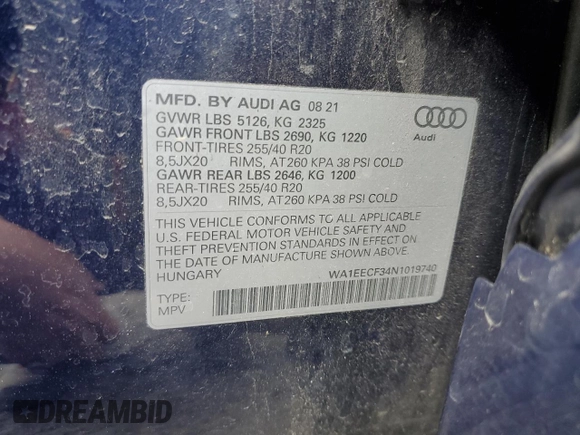 MFD. BY AUDI AG 08 21
GVWR LBS 5126, KG 2325
GAWR FRONT LBS 2690, KG 1220
FRONT-TIRES 255/40 R20
8,5JX20 RIMS, AT 260 KPA 38 PSI COLD
GAWR REAR LBS 2646, KG 1200
REAR-TIRES 255/40 R20
8,5JX20 RIMS, AT 260 KPA 38 PSI COLD
Audi
THIS VEHICLE CONFORMS TO ALL APPLICABLE
U.S. FEDERAL MOTOR VEHICLE SAFETY AND
THEFT PREVENTION STANDARDS IN EFFECT ON
THE DATE OF MANUFACTURE SHOWN ABOVE.
HUNGARY
WA1EECF34N1019740
TYPE:
MPV
DREAMBID